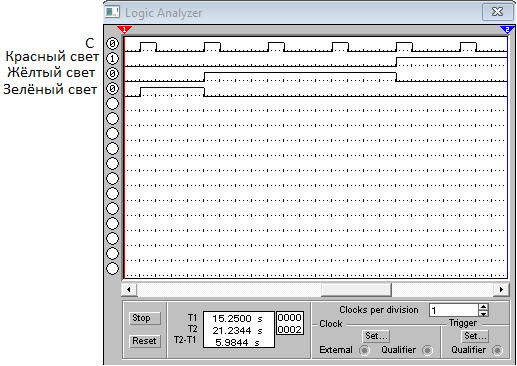 Logic Analyzer
1 2
С 0
Красный свет 1
Жёлтый свет 0
Зелёный свет 0
Stop
Reset
T1 15.2500 s 0000
T2 21.2344 s 0002
T2-T1 5.9844 s
Clocks per division 1
Clock
Set...
External Qualifier
Trigger
Set...
Qualifier